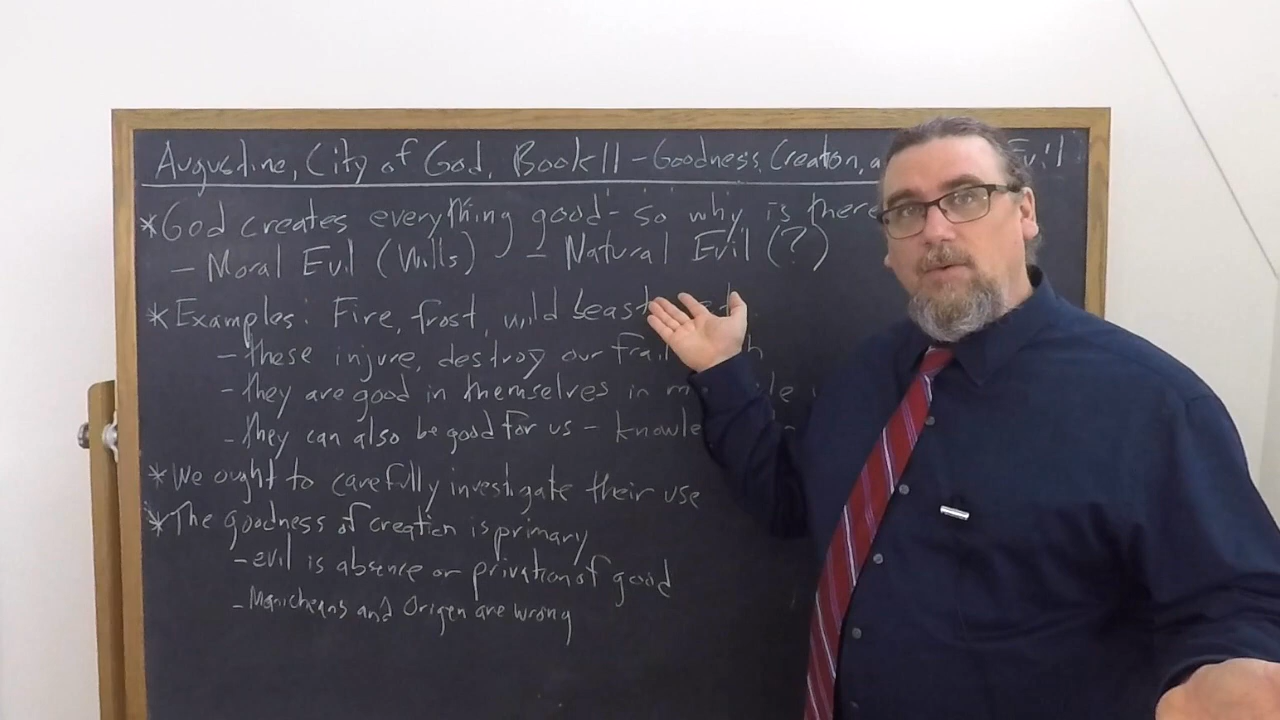 Augustine, City of God, Book 11 - Goodness, Creation, a Evil
*God creates everything good - so why is there
- Moral Evil (Wills) - Natural Evil (?)
*Examples: Fire, frost, wild beast
- these injure, destroy our frail
- they are good in themselves in
- they can also be good for us - knowle
*We ought to carefully investigate their use
*The goodness of creation is primary
- evil is absence or privation of good
- Manicheans and Origen are wrong